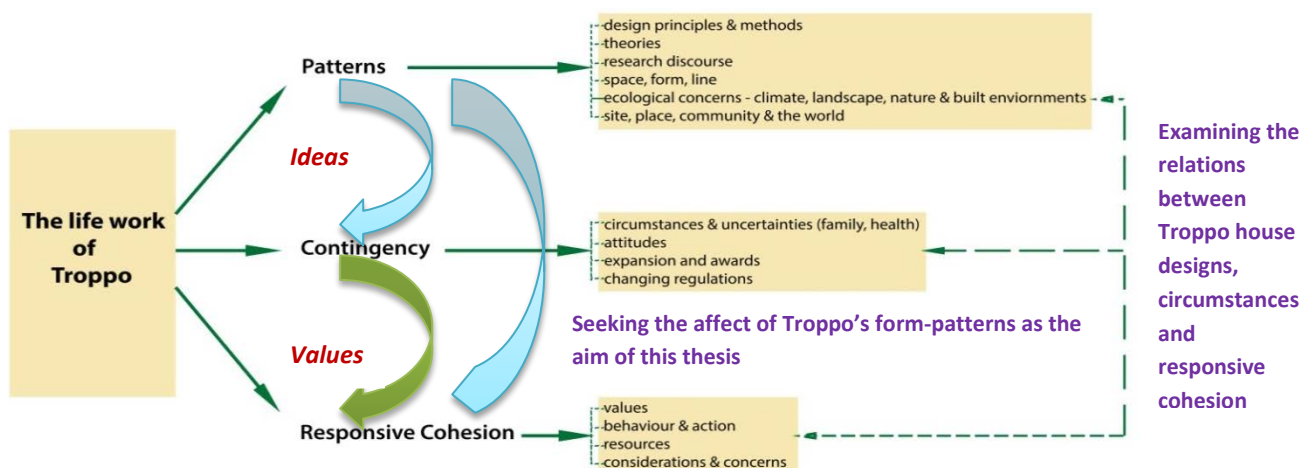 The life work
of
Troppo
Patterns
Ideas
Contingency
Values
Responsive Cohesion
design principles & methods
theories
research discourse
space, form, line
ecological concerns - climate, landscape, nature & built enviornments
site, place, community & the world
circumstances & uncertainties (family, health)
attitudes
expansion and awards
changing regulations
Seeking the affect of Troppo’s form-patterns as the
aim of this thesis
values
behaviour & action
resources
considerations & concerns
Examining the
relations
between
Troppo house
designs,
circumstances
and
responsive
cohesion